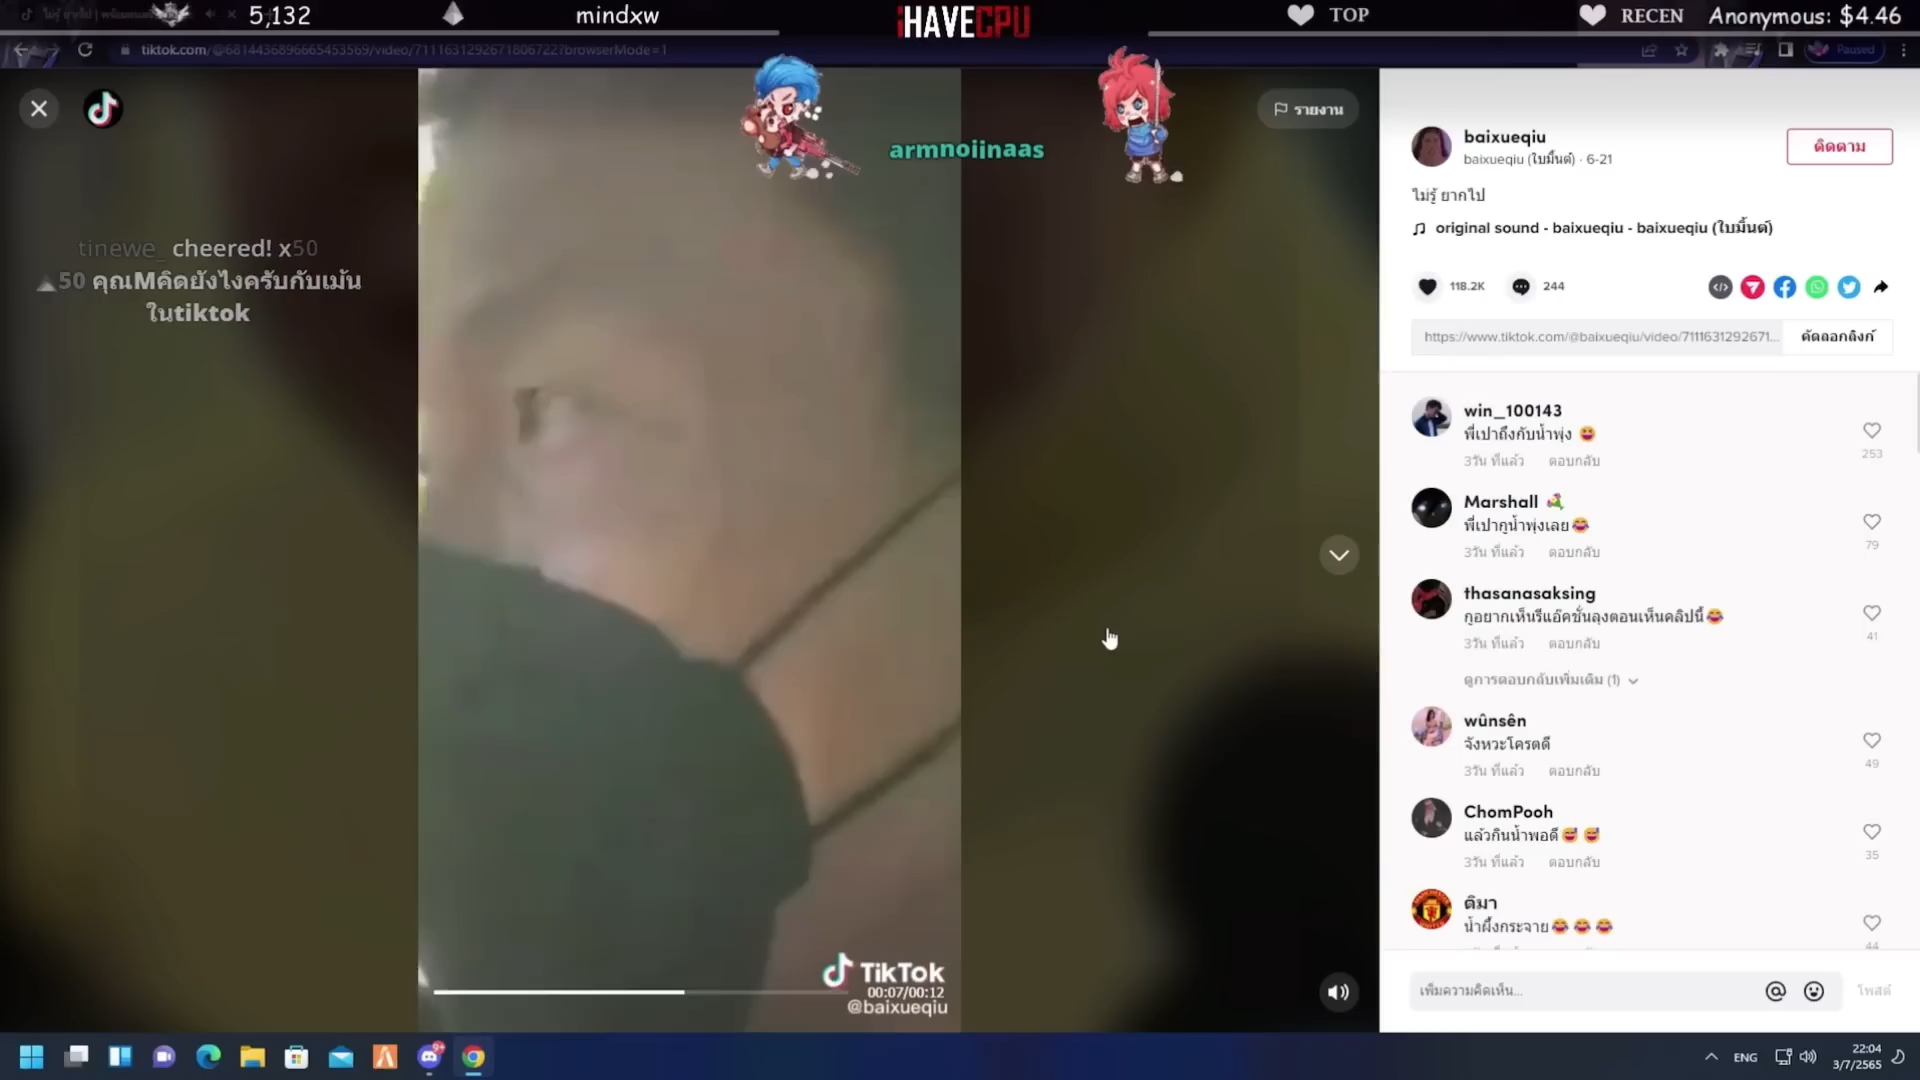 5,132
mindxw
iHAVECPU
TOP
RECEN
Anonymous: $4.46
tiktok.com/@6814436896665453569/video/7111631292671806722?browserMode=1
Paused
รายงาน
armnoiinaas
tinewe_ cheered! x50
50 คุณMคิดยังไงครับกับเม้น
ในtiktok
baixueqiu
baixueqiu (ใบมิ้นต์) · 6-21
ติดตาม
ไม่รู้ ยากไป
original sound - baixueqiu - baixueqiu (ใบมิ้นต์)
118.2K
244
https://www.tiktok.com/@baixueqiu/video/7111631292671...
คัดลอกลิงก์
win_100143
พี่เปาถึงกับน้ำพุ่ง 😆
3วัน ที่แล้ว ตอบกลับ
253
Marshall
พี่เปากูน้ำพุ่งเลย😂
3วัน ที่แล้ว ตอบกลับ
79
thasanasaksing
กูอยากเห็นรีแอ๊คชั่นลุงตอนเห็นคลิปนี้😂
3วัน ที่แล้ว ตอบกลับ
41
ดูการตอบกลับเพิ่มเติม (1)
wûnsên
จังหวะโครตดี
3วัน ที่แล้ว ตอบกลับ
49
ChomPooh
แล้วกินน้ำพอดี😅 😅
3วัน ที่แล้ว ตอบกลับ
35
ติมา
น้ำผึ้งกระจาย😂 😂 😂
44
TikTok
00:07/00:12
@baixueqiu
เพิ่มความคิดเห็น...
โพสต์
9+
ENG
22:04
3/7/2565